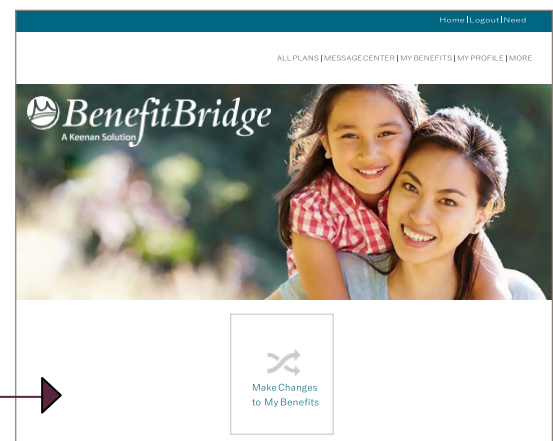 Home | Logout | Need
ALL PLANS | MESSAGE CENTER | MY BENEFITS | MY PROFILE | MORE
BenefitBridge
A Keenan Solution
Make Changes
to My Benefits